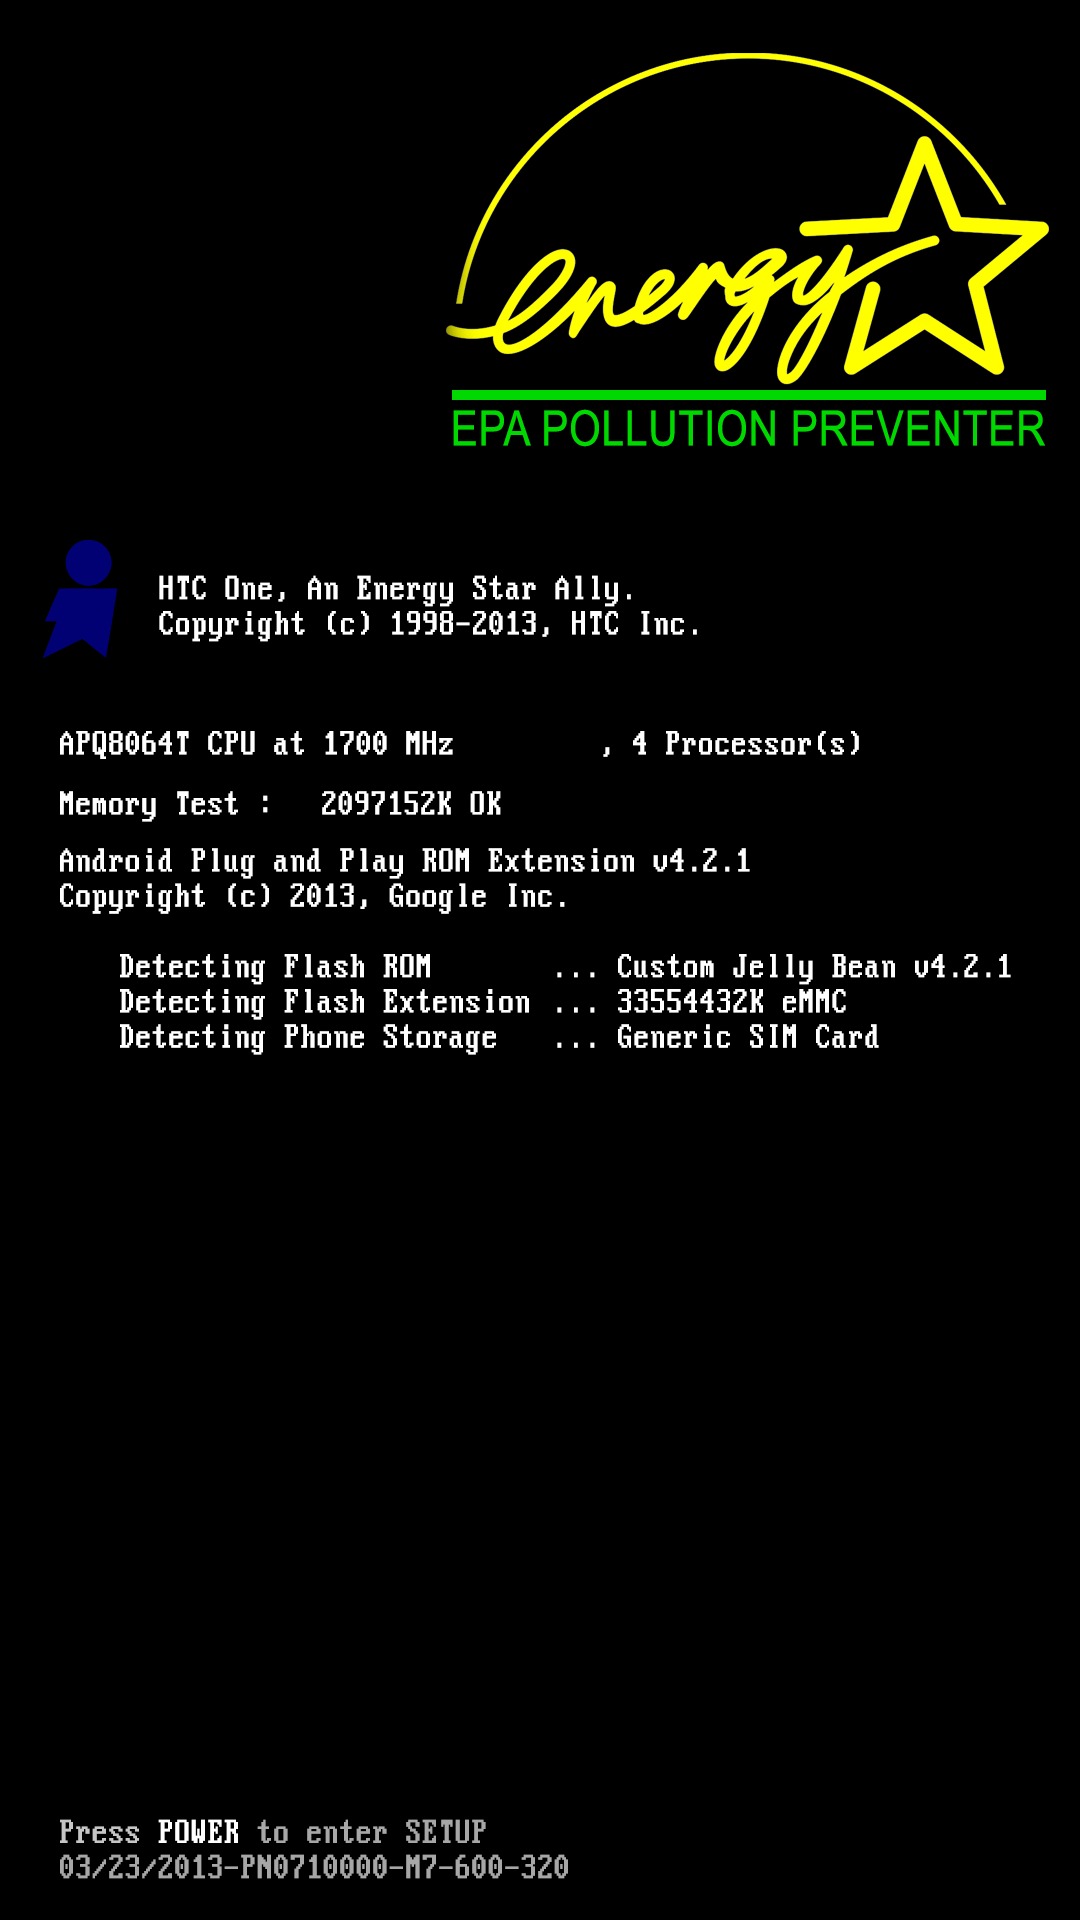 energy
EPA POLLUTION PREVENTER
HTC One, An Energy Star Ally.
Copyright (c) 1998-2013, HTC Inc.
APQ8064T CPU at 1700 MHz , 4 Processor(s)
Memory Test : 2097152K OK
Android Plug and Play ROM Extension v4.2.1
Copyright (c) 2013, Google Inc.
Detecting Flash ROM ... Custom Jelly Bean v4.2.1
Detecting Flash Extension ... 33554432K eMMC
Detecting Phone Storage ... Generic SIM Card
Press POWER to enter SETUP
03/23/2013-PN0710000-M7-600-320